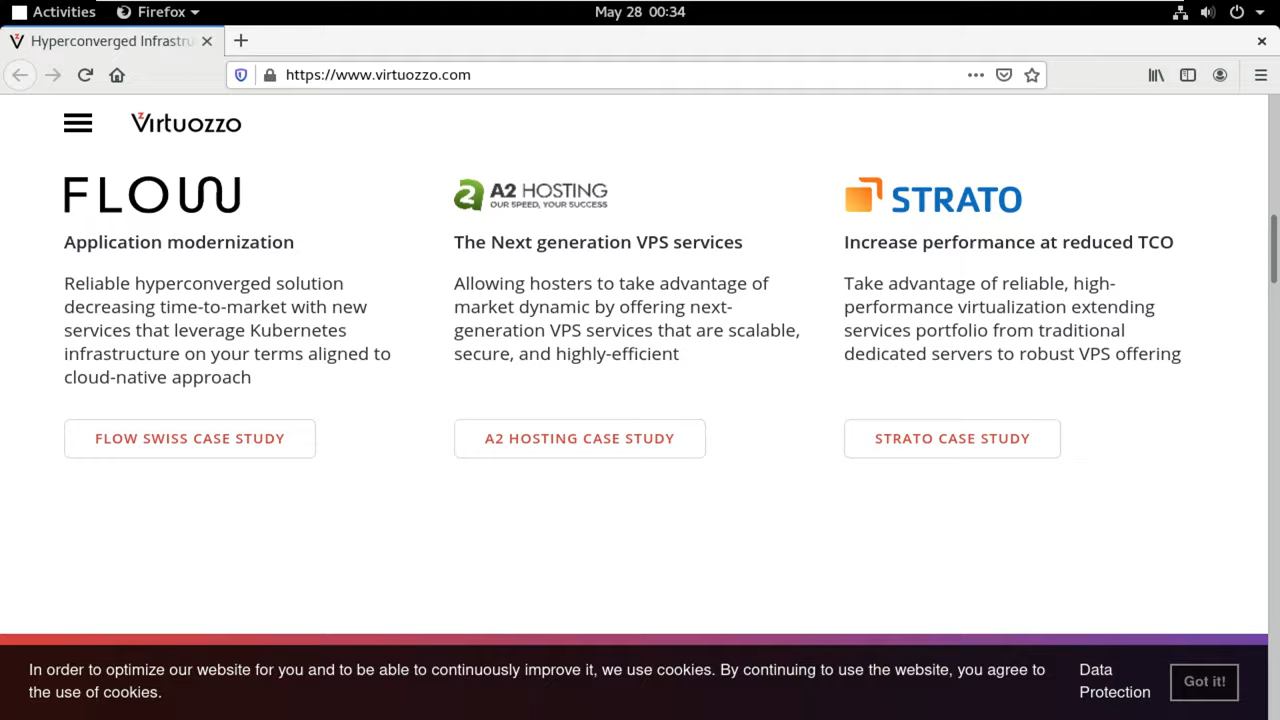 Activities
Firefox
May 28 00:34
Hyperconverged Infrastru
https://www.virtuozzo.com
Virtuozzo
FLOW
Application modernization
Reliable hyperconverged solution
decreasing time-to-market with new
services that leverage Kubernetes
infrastructure on your terms aligned to
cloud-native approach
FLOW SWISS CASE STUDY
A2 HOSTING
OUR SPEED, YOUR SUCCESS
The Next generation VPS services
Allowing hosters to take advantage of
market dynamic by offering next-
generation VPS services that are scalable,
secure, and highly-efficient
A2 HOSTING CASE STUDY
STRATO
Increase performance at reduced TCO
Take advantage of reliable, high-
performance virtualization extending
services portfolio from traditional
dedicated servers to robust VPS offering
STRATO CASE STUDY
In order to optimize our website for you and to be able to continuously improve it, we use cookies. By continuing to use the website, you agree to
the use of cookies.
Data
Protection
Got it!